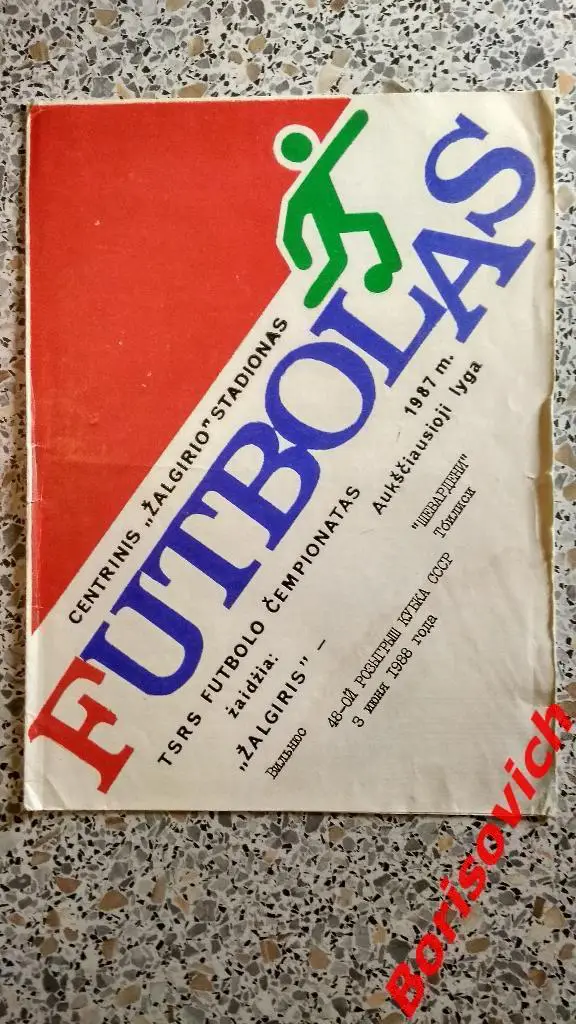 CENTRINIS „ŽALGIRIO” STADIONAS
FUTBOLAS
TSRS FUTBOLO ČEMPIONATAS 1987 m.
žaidžia: Aukščiausioji lyga
„ŽALGIRIS” – "ШЕВАРДЕНИ"
Вильнюс Тбилиси
48-ОЙ РОЗЫГРЫШ КУБКА СССР
3 июня 1988 года
Borisovich